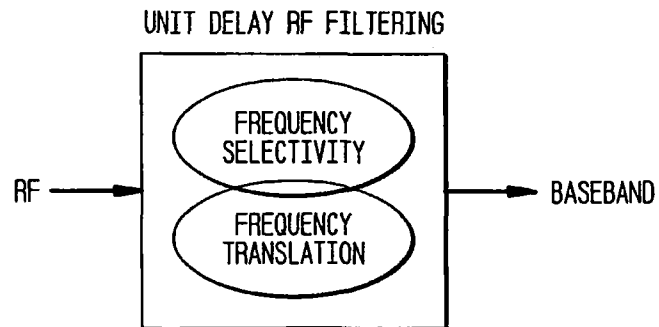 UNIT DELAY RF FILTERING
FREQUENCY
SELECTIVITY
RF
BASEBAND
FREQUENCY
TRANSLATION